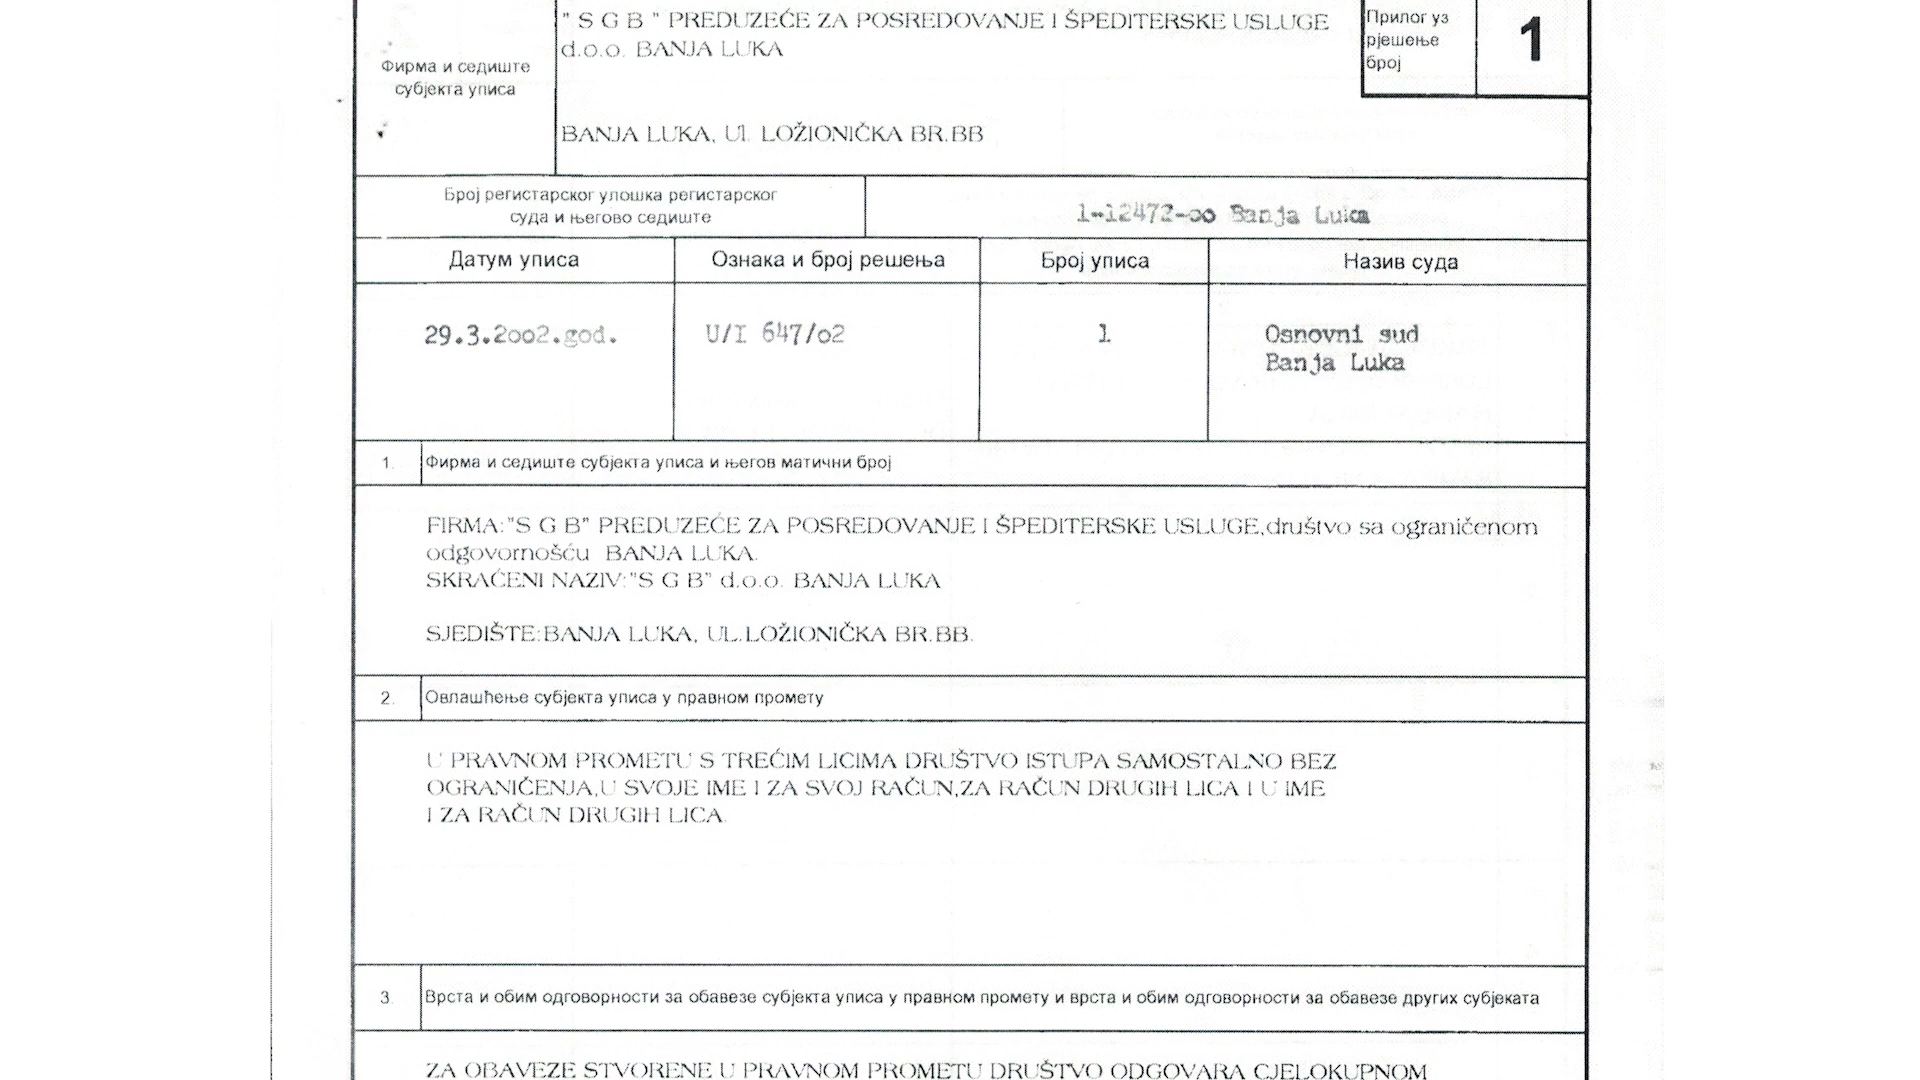 " S G B " PREDUZEĆE ZA POSREDOVANJE I ŠPEDITERSKE USLUGE
d.o.o. BANJA LUKA
Фирма и седиште
субјекта уписа
BANJA LUKA, Ul. LOŽIONIČKA BR.BB
Прилог уз
рјешење
број
1
Број регистарског улошка регистарског
суда и његово седиште
1-12472-oo Banja Luka
Датум уписа
Ознака и број решења
Број уписа
Назив суда
29.3.2oo2.god.
U/I 647/o2
1
Osnovni sud
Banja Luka
1. Фирма и седиште субјекта уписа и његов матични број
FIRMA:"S G B" PREDUZEĆE ZA POSREDOVANJE I ŠPEDITERSKE USLUGE,društvo sa ograničenom
odgovornošću BANJA LUKA.
SKRAĆENI NAZIV:"S G B" d.o.o. BANJA LUKA
SJEDIŠTE:BANJA LUKA, UL.LOŽIONIČKA BR.BB.
2. Овлашћење субјекта уписа у правном промету
U PRAVNOM PROMETU S TREĆIM LICIMA DRUŠTVO ISTUPA SAMOSTALNO BEZ
OGRANIČENJA,U SVOJE IME I ZA SVOJ RAČUN,ZA RAČUN DRUGIH LICA I U IME
I ZA RAČUN DRUGIH LICA.
3. Врста и обим одговорности за обавезе субјекта уписа у правном промету и врста и обим одговорности за обавезе других субјеката
ZA OBAVEZE STVORENE U PRAVNOM PROMETU DRUŠTVO ODGOVARA CJELOKUPNOM